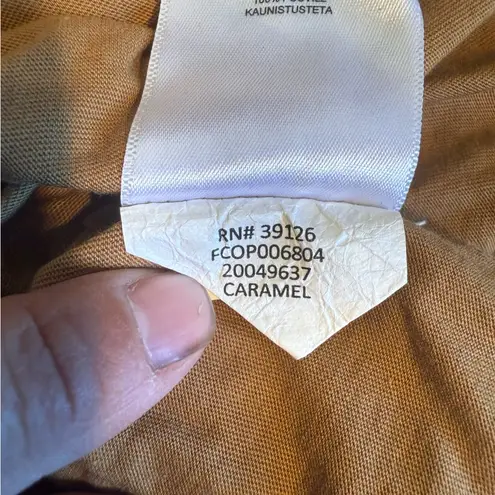 KAUNISTUSTETA
RN# 39126
FCOP006804
20049637
CARAMEL